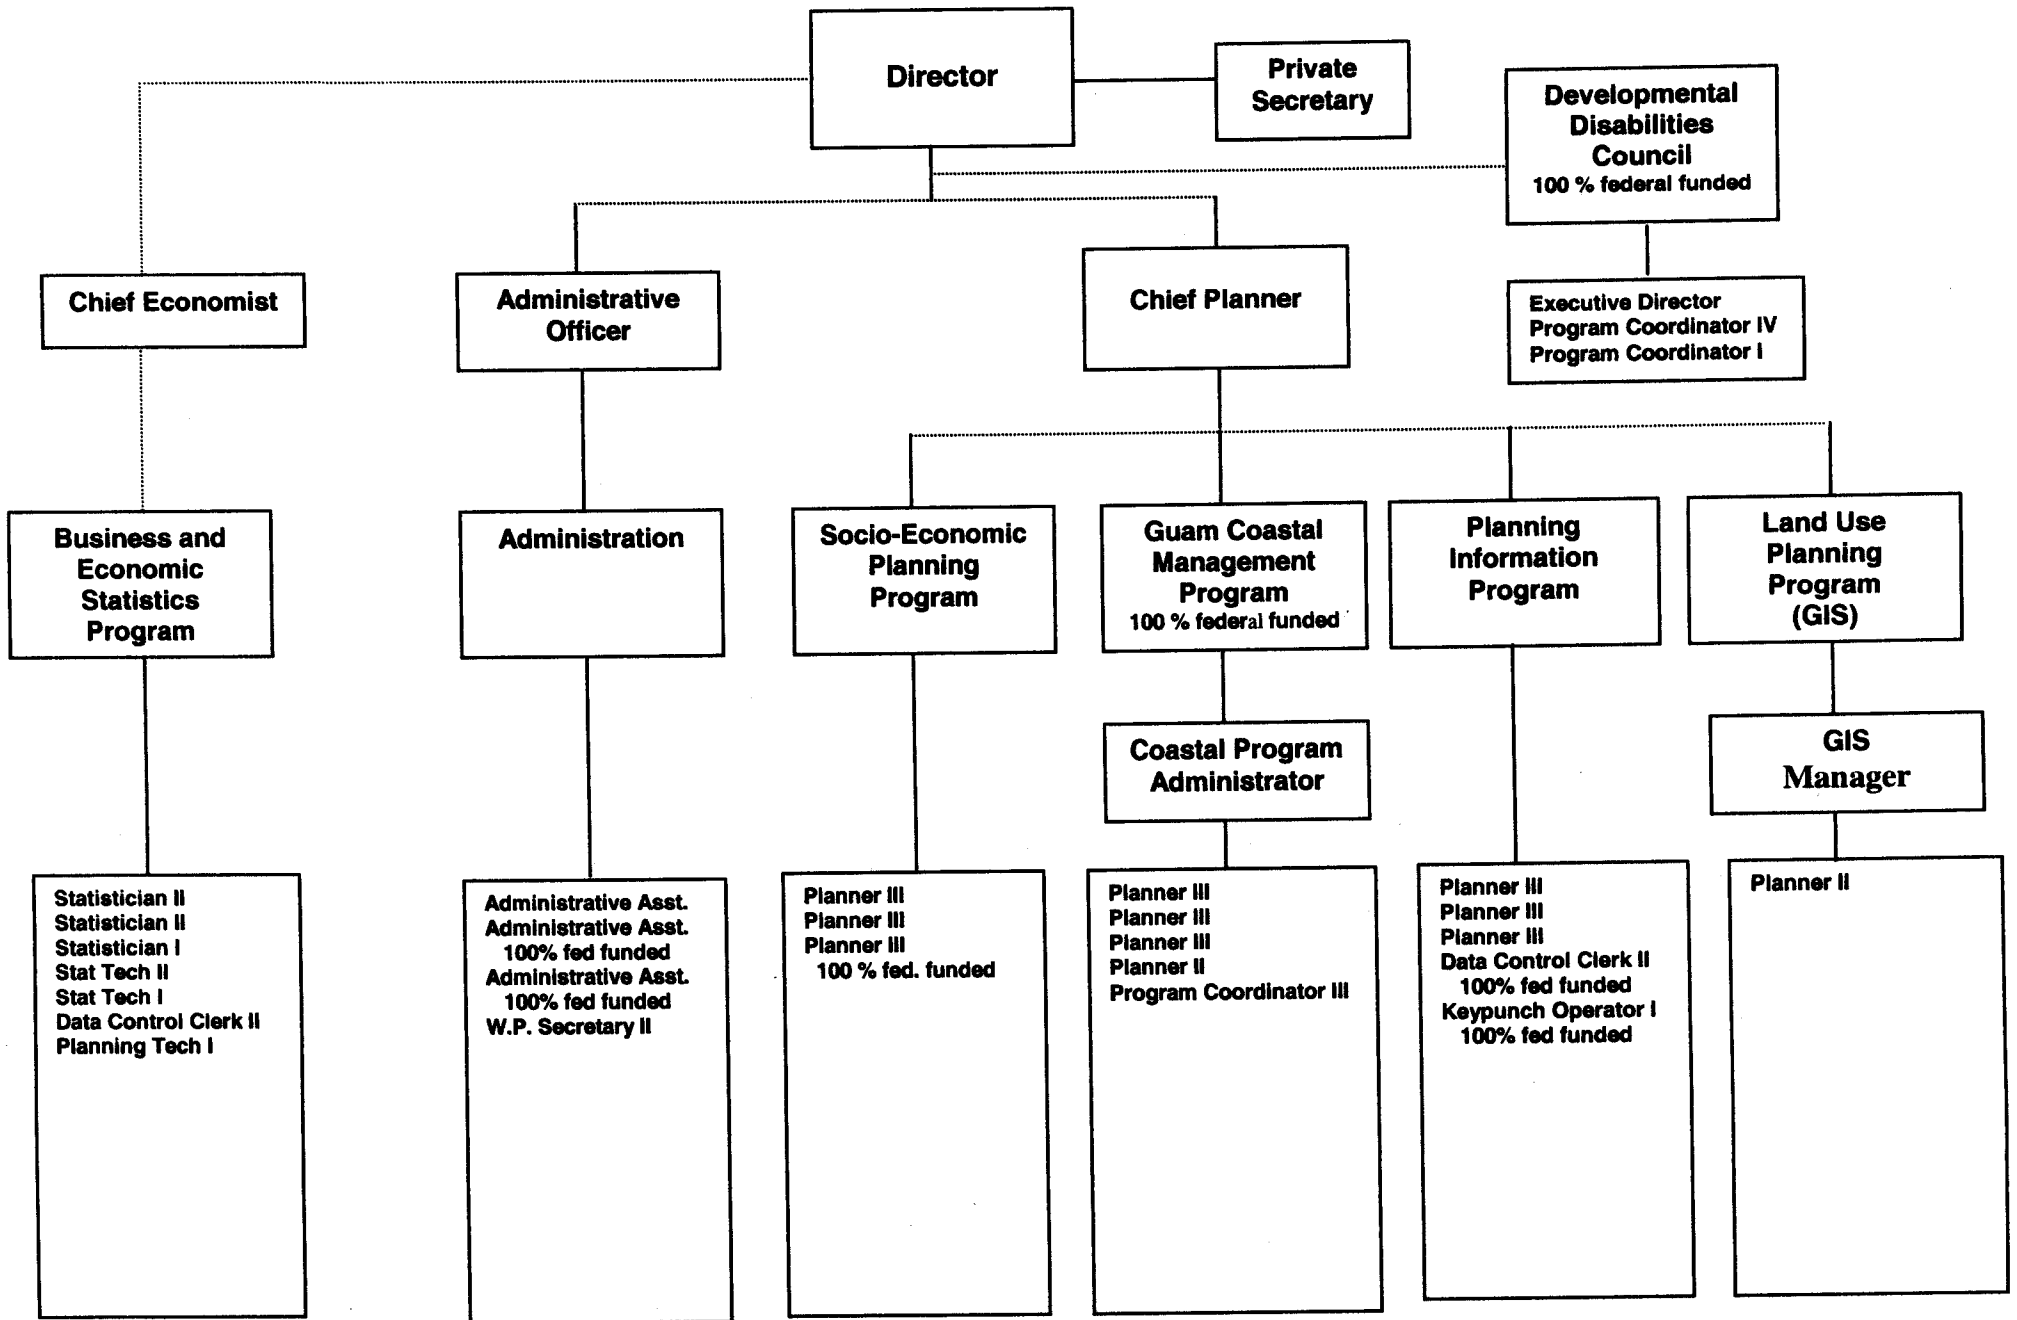 Director
Private
Secretary
Developmental
Disabilities
Council
100 % federal funded
Chief Economist
Administrative
Officer
Chief Planner
Executive Director
Program Coordinator IV
Program Coordinator I
Business and
Economic
Statistics
Program
Administration
Socio-Economic
Planning
Program
Guam Coastal
Management
Program
100 % federal funded
Planning
Information
Program
Land Use
Planning
Program
(GIS)
Coastal Program
Administrator
GIS
Manager
Statistician II
Statistician II
Statistician I
Stat Tech II
Stat Tech I
Data Control Clerk II
Planning Tech I
Administrative Asst.
Administrative Asst.
100% fed funded
Administrative Asst.
100% fed funded
W.P. Secretary II
Planner III
Planner III
Planner III
100 % fed. funded
Planner III
Planner III
Planner III
Planner II
Program Coordinator III
Planner III
Planner III
Planner III
Data Control Clerk II
100% fed funded
Keypunch Operator I
100% fed funded
Planner II